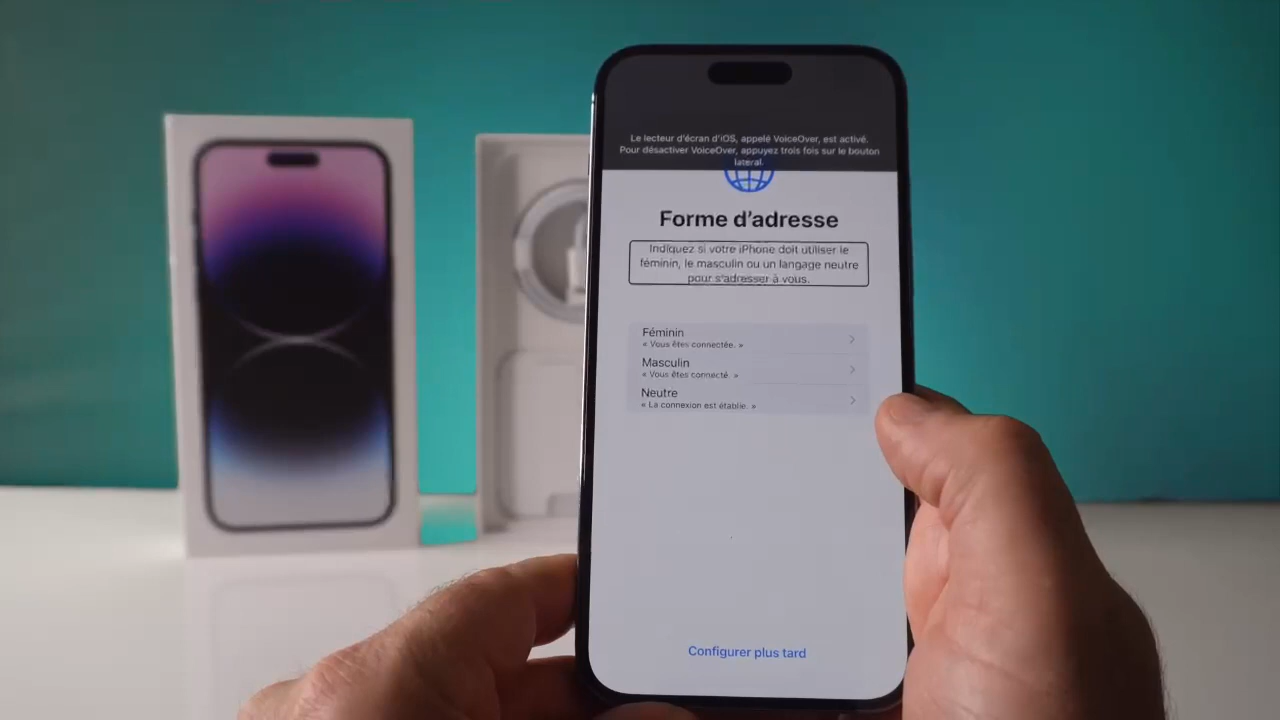 Le lecteur d'écran d'iOS, appelé VoiceOver, est activé.
Pour désactiver VoiceOver, appuyez trois fois sur le bouton
lateral.
Forme d'adresse
Indiquez si votre iPhone doit utiliser le
féminin, le masculin ou un langage neutre
pour s'adresser à vous.
Féminin
« Vous êtes connectée. »
Masculin
« Vous êtes connecté. »
Neutre
« La connexion est établie. »
Configurer plus tard